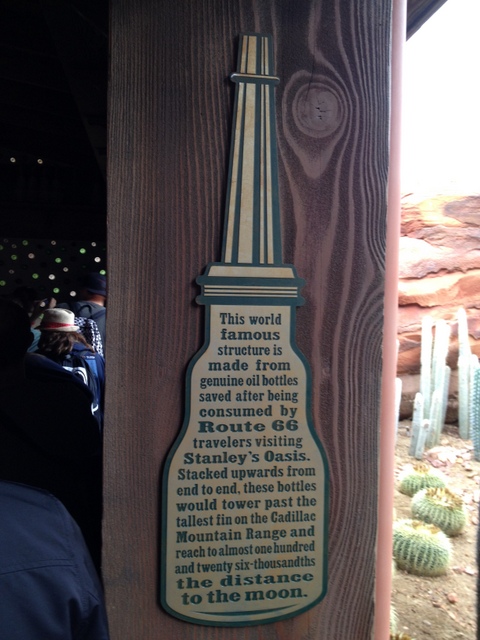 This world
famous
structure is
made from
genuine oil bottles
saved after being
consumed by
Route 66
travelers visiting
Stanley's Oasis.
Stacked upwards from
end to end, these bottles
would tower past the
tallest fin on the Cadillac
Mountain Range and
reach to almost one hundred
and twenty six-thousandths
the distance
to the moon.